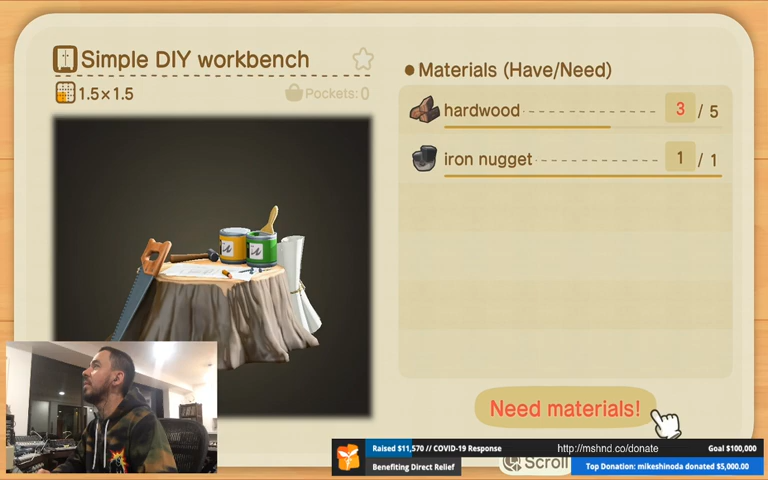 Simple DIY workbench
1.5×1.5
Pockets: 0
Materials (Have/Need)
hardwood 3 / 5
iron nugget 1 / 1
Need materials!
Raised $11,570 // COVID-19 Response http://mshnd.co/donate Goal $100,000
Benefiting Direct Relief
Scroll
Top Donation: mikeshinoda donated $5,000.00